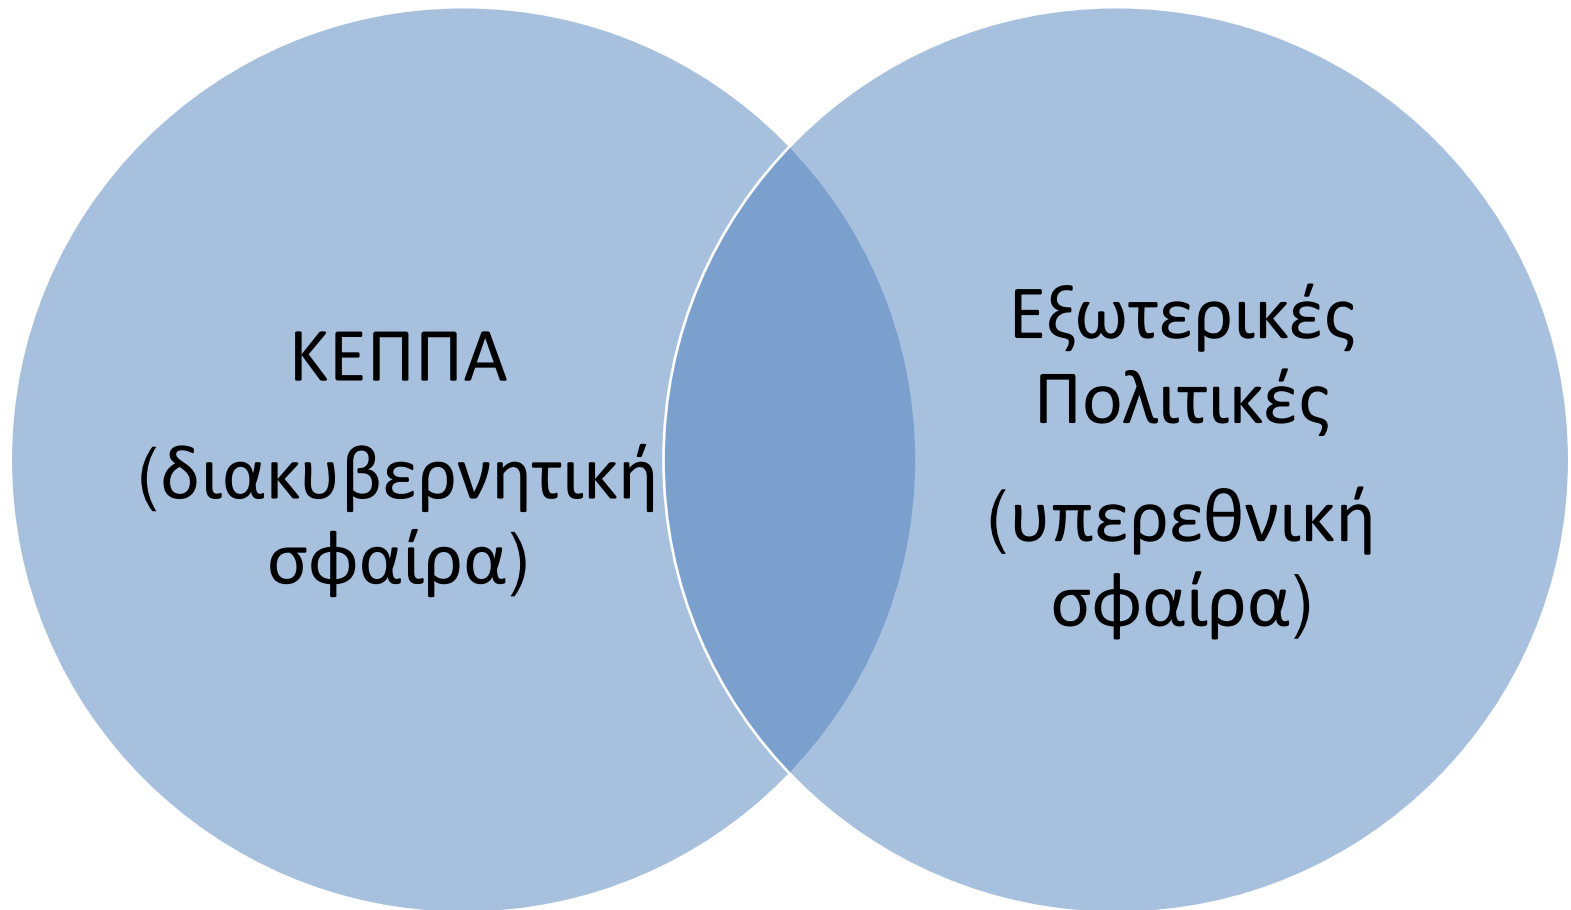 ΚΕΠΠΑ
(διακυβερνητική
σφαίρα)
Εξωτερικές
Πολιτικές
(υπερεθνική
σφαίρα)